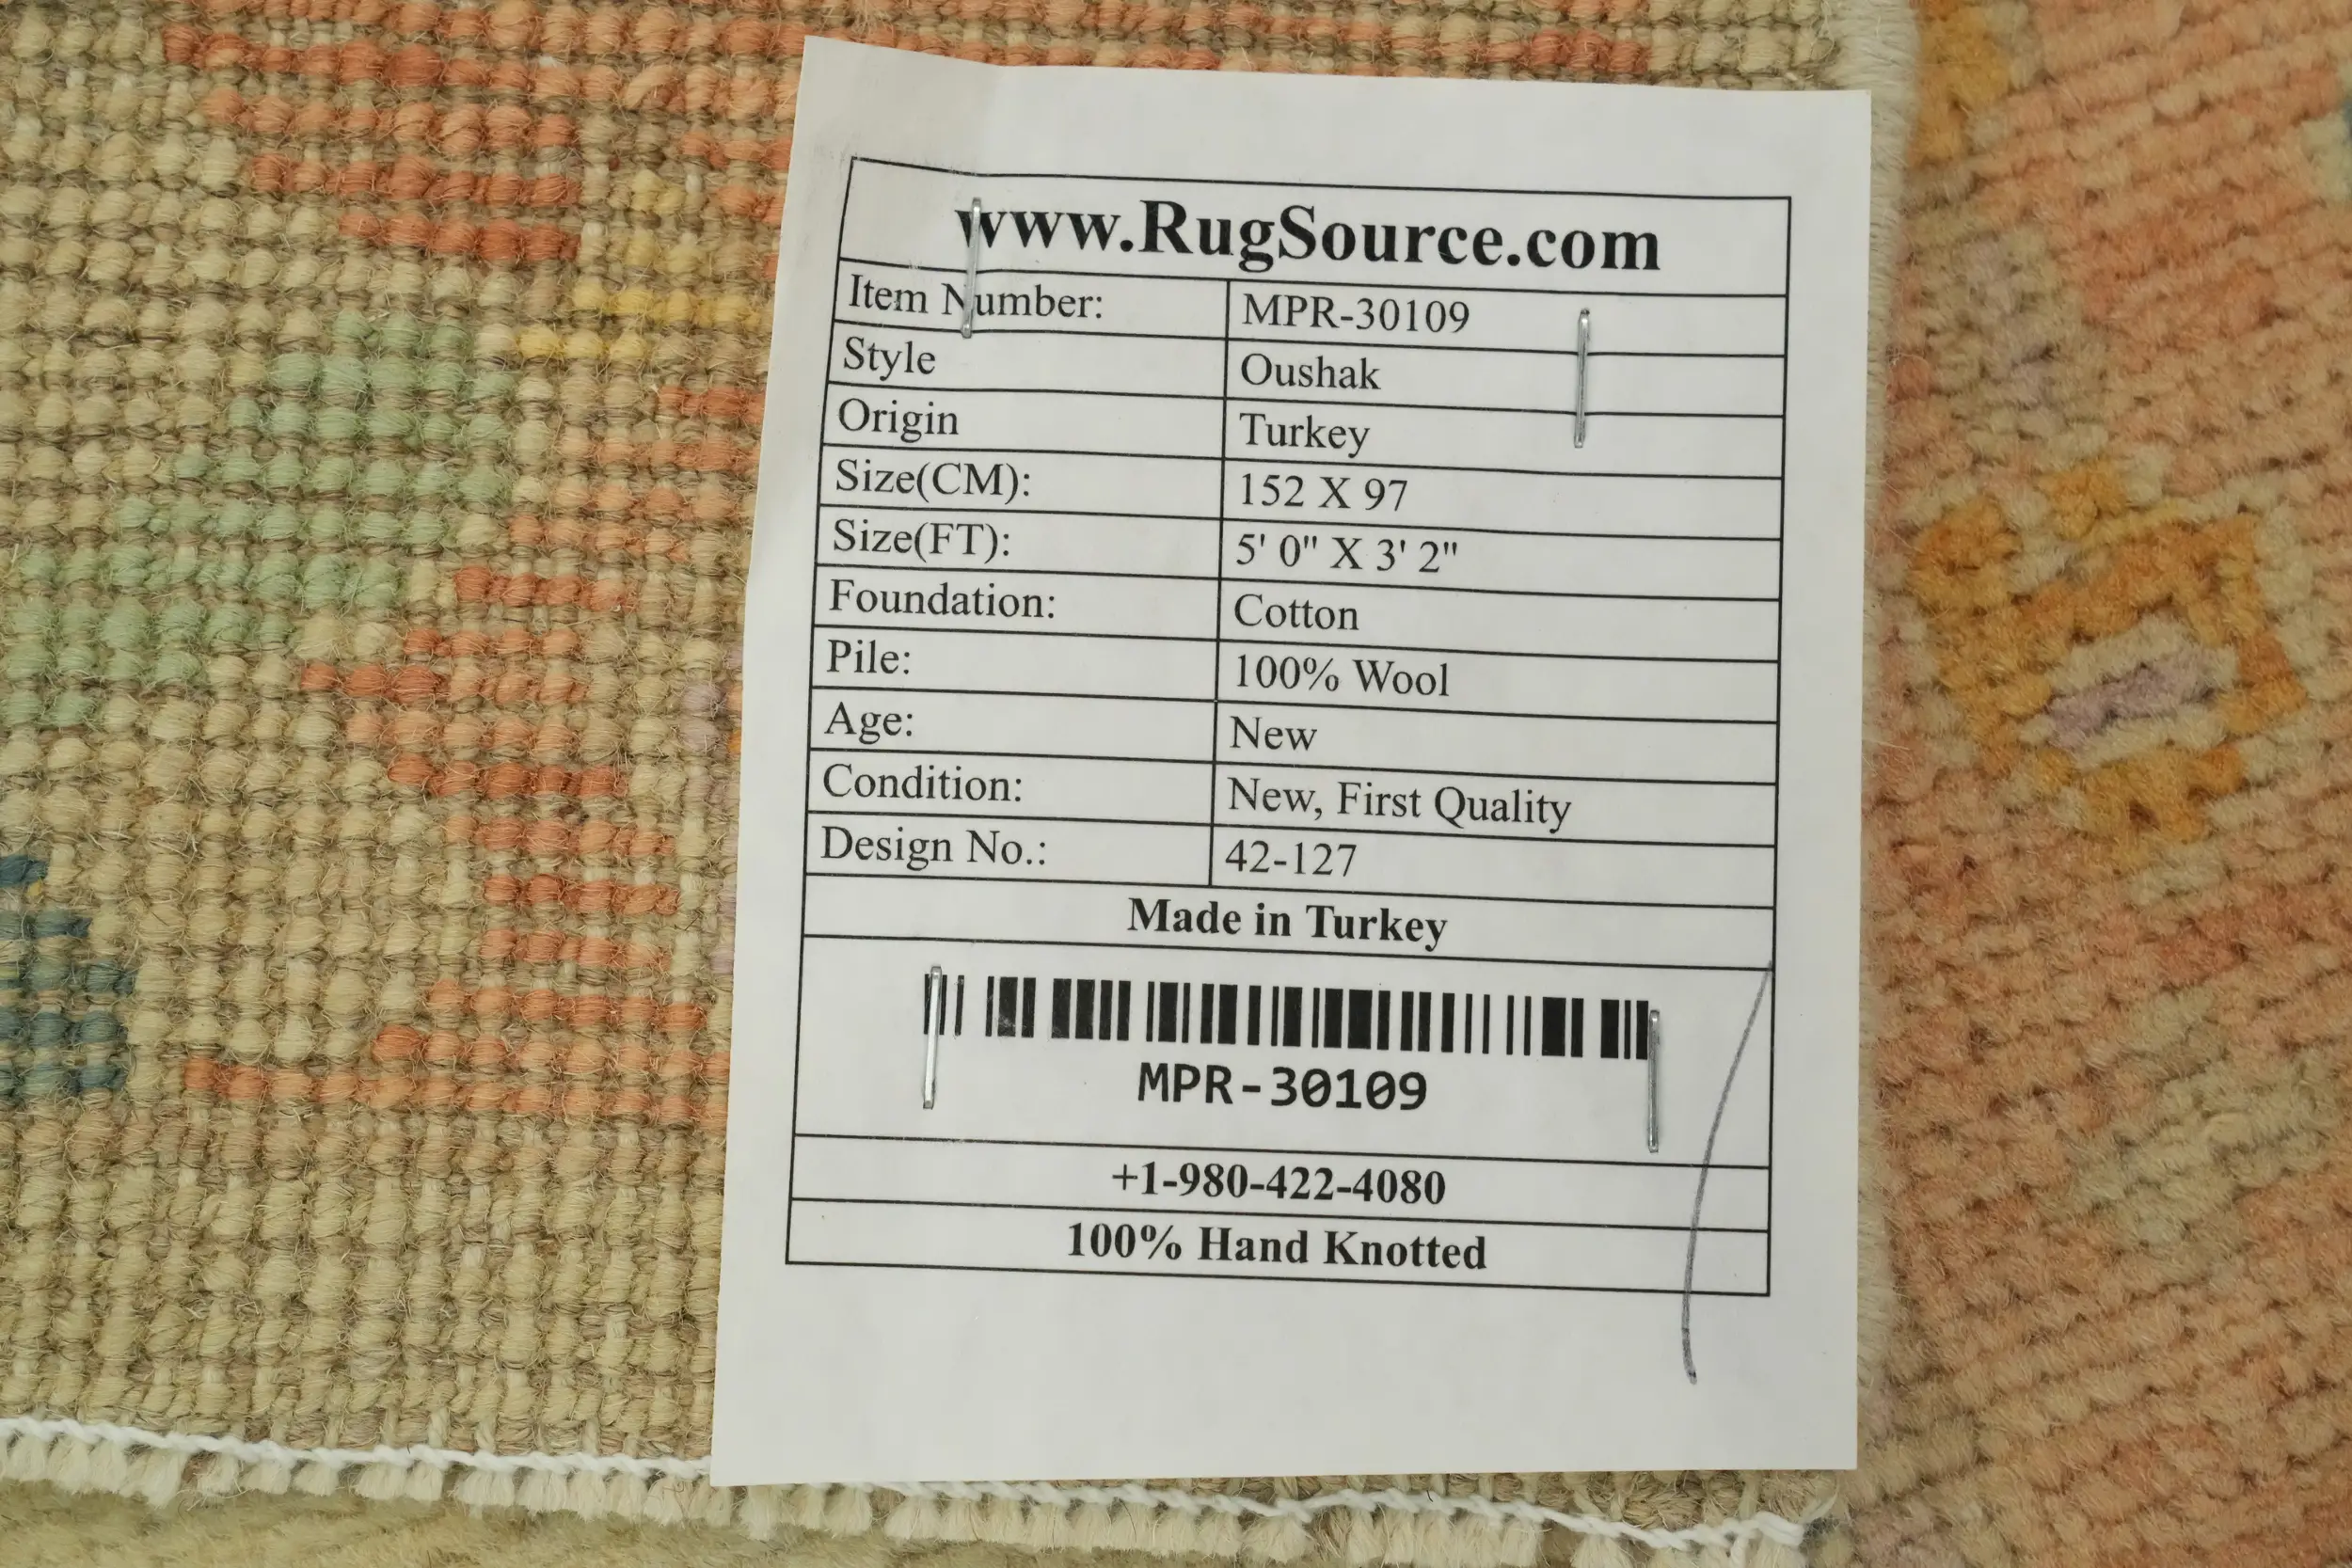 www.RugSource.com
Item Number: MPR-30109
Style Oushak
Origin Turkey
Size(CM): 152 X 97
Size(FT): 5' 0" X 3' 2"
Foundation: Cotton
Pile: 100% Wool
Age: New
Condition: New, First Quality
Design No.: 42-127
Made in Turkey
MPR-30109
+1-980-422-4080
100% Hand Knotted